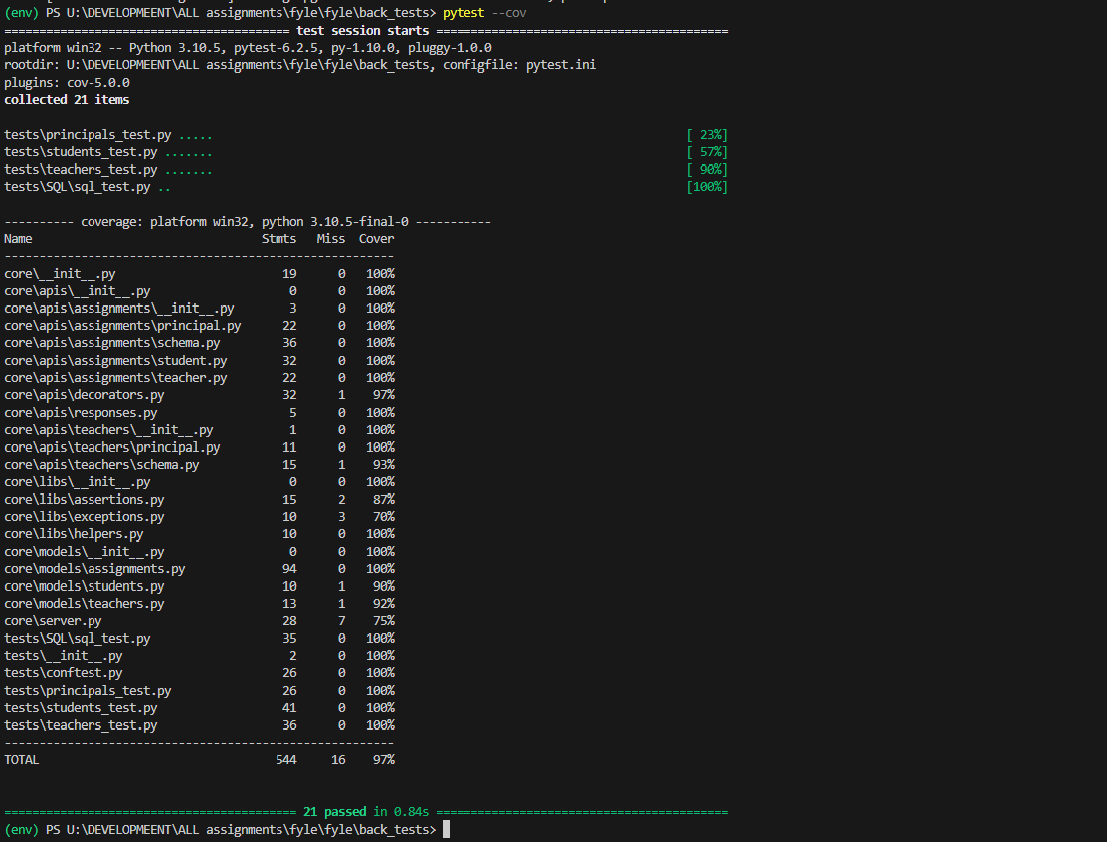 (env) PS U:\DEVELOPMEENT\ALL assignments\fyle\fyle\back_tests> pytest --cov
========================================= test session starts ==========================================
platform win32 -- Python 3.10.5, pytest-6.2.5, py-1.10.0, pluggy-1.0.0
rootdir: U:\DEVELOPMEENT\ALL assignments\fyle\fyle\back_tests, configfile: pytest.ini
plugins: cov-5.0.0
collected 21 items
tests\principals_test.py ..... [ 23%]
tests\students_test.py ....... [ 57%]
tests\teachers_test.py ....... [ 90%]
tests\SQL\sql_test.py .. [100%]
---------- coverage: platform win32, python 3.10.5-final-0 -----------
Name Stmts Miss Cover
--------------------------------------------------------
core\__init__.py 19 0 100%
core\apis\__init__.py 0 0 100%
core\apis\assignments\__init__.py 3 0 100%
core\apis\assignments\principal.py 22 0 100%
core\apis\assignments\schema.py 36 0 100%
core\apis\assignments\student.py 32 0 100%
core\apis\assignments\teacher.py 22 0 100%
core\apis\decorators.py 32 1 97%
core\apis\responses.py 5 0 100%
core\apis\teachers\__init__.py 1 0 100%
core\apis\teachers\principal.py 11 0 100%
core\apis\teachers\schema.py 15 1 93%
core\libs\__init__.py 0 0 100%
core\libs\assertions.py 15 2 87%
core\libs\exceptions.py 10 3 70%
core\libs\helpers.py 10 0 100%
core\models\__init__.py 0 0 100%
core\models\assignments.py 94 0 100%
core\models\students.py 10 1 90%
core\models\teachers.py 13 1 92%
core\server.py 28 7 75%
tests\SQL\sql_test.py 35 0 100%
tests\__init__.py 2 0 100%
tests\conftest.py 26 0 100%
tests\principals_test.py 26 0 100%
tests\students_test.py 41 0 100%
tests\teachers_test.py 36 0 100%
--------------------------------------------------------
TOTAL 544 16 97%
========================================== 21 passed in 0.84s ==========================================
(env) PS U:\DEVELOPMEENT\ALL assignments\fyle\fyle\back_tests>